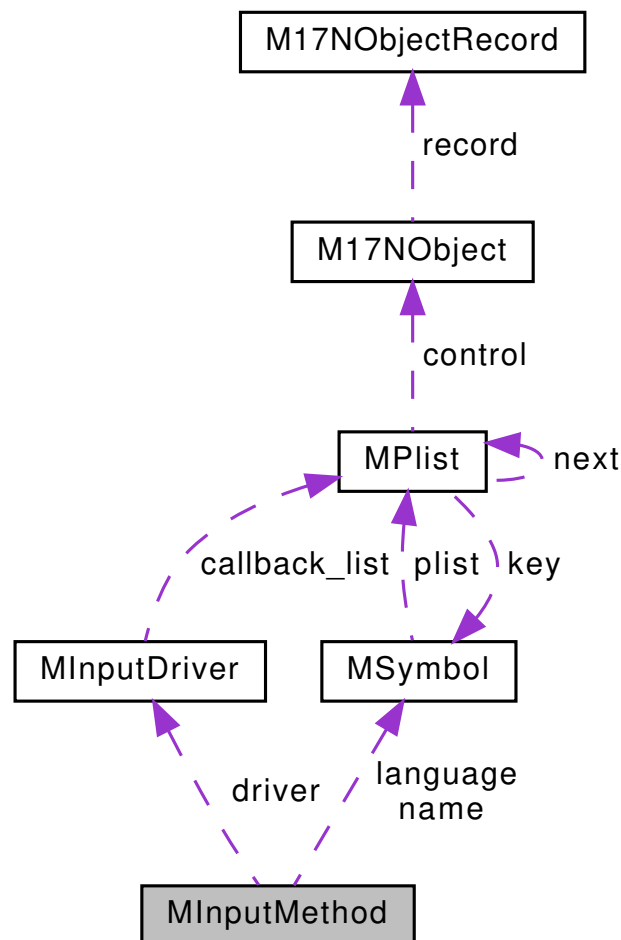 M17NObjectRecord
record
M17NObject
control
MPlist
next
callback_list
plist
key
MInputDriver
MSymbol
driver
language
name
MInputMethod